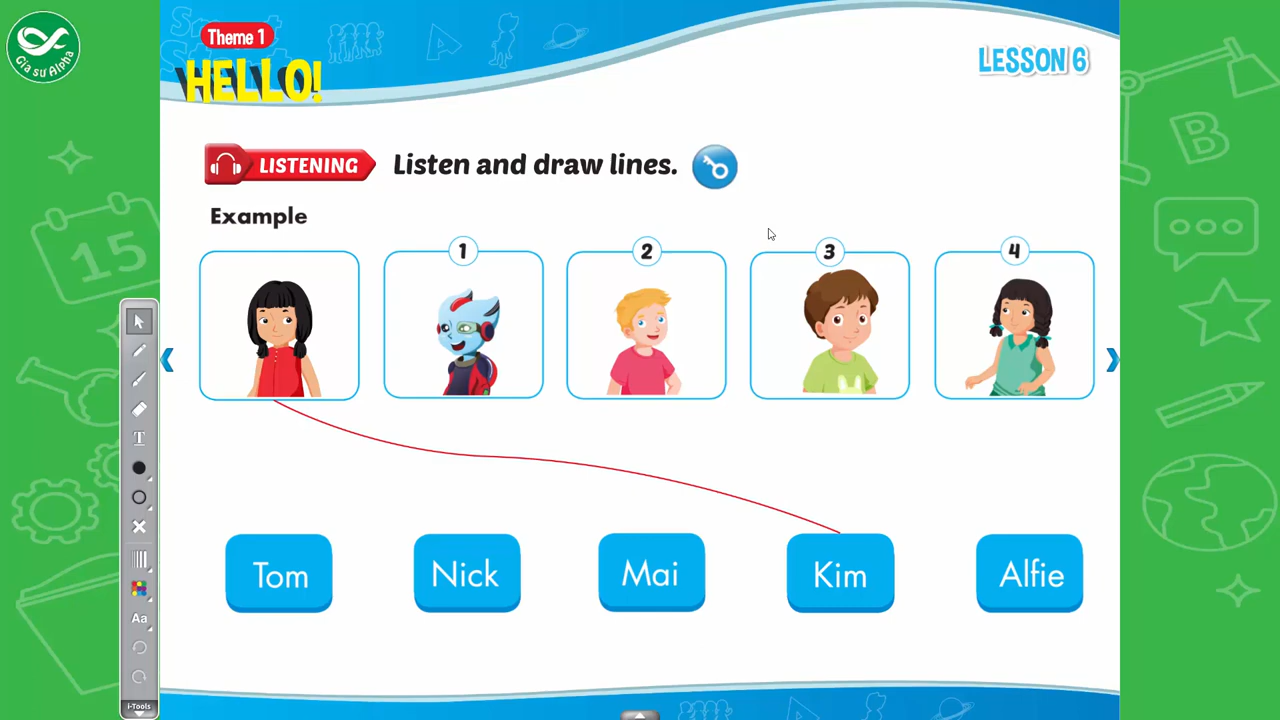 Gia sư Alpha
Theme 1
HELLO!
LESSON 6
LISTENING
Listen and draw lines.
Example
1
2
3
4
Tom
Nick
Mai
Kim
Alfie
T
Aa
i-Tools
15
B